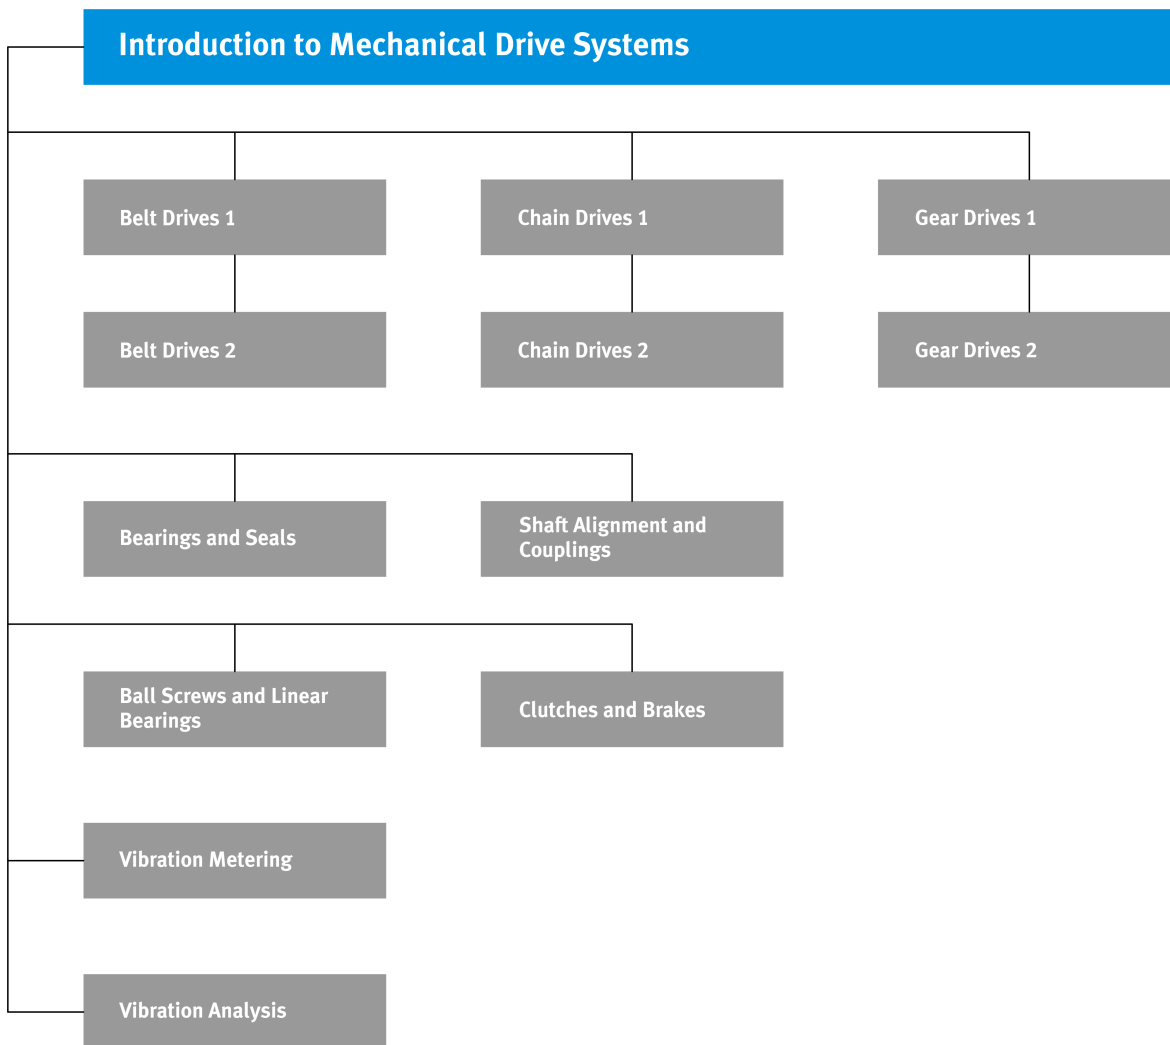 Introduction to Mechanical Drive Systems
Belt Drives 1
Chain Drives 1
Gear Drives 1
Belt Drives 2
Chain Drives 2
Gear Drives 2
Bearings and Seals
Shaft Alignment and
Couplings
Ball Screws and Linear
Bearings
Clutches and Brakes
Vibration Metering
Vibration Analysis